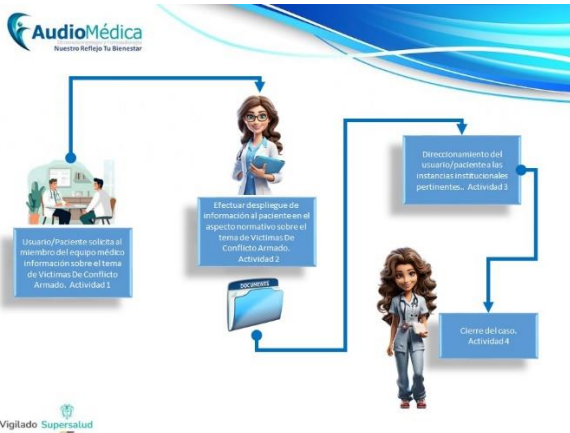 AudioMédica
Nuestro Reflejo Tu Bienestar
Usuario/Paciente solicita al
miembro del equipo médico
información sobre el tema
de Víctimas De Conflicto
Armado. Actividad 1
Efectuar despliegue de
información al paciente en el
aspecto normativo sobre el
tema de Víctimas De
Conflicto Armado.
Actividad 2
DOCUMENTS
Direccionamiento del
usuario/paciente a las
instancias institucionales
pertinentes.. Actividad 3
Cierre del caso.
Actividad 4
Vigilado Supersalud